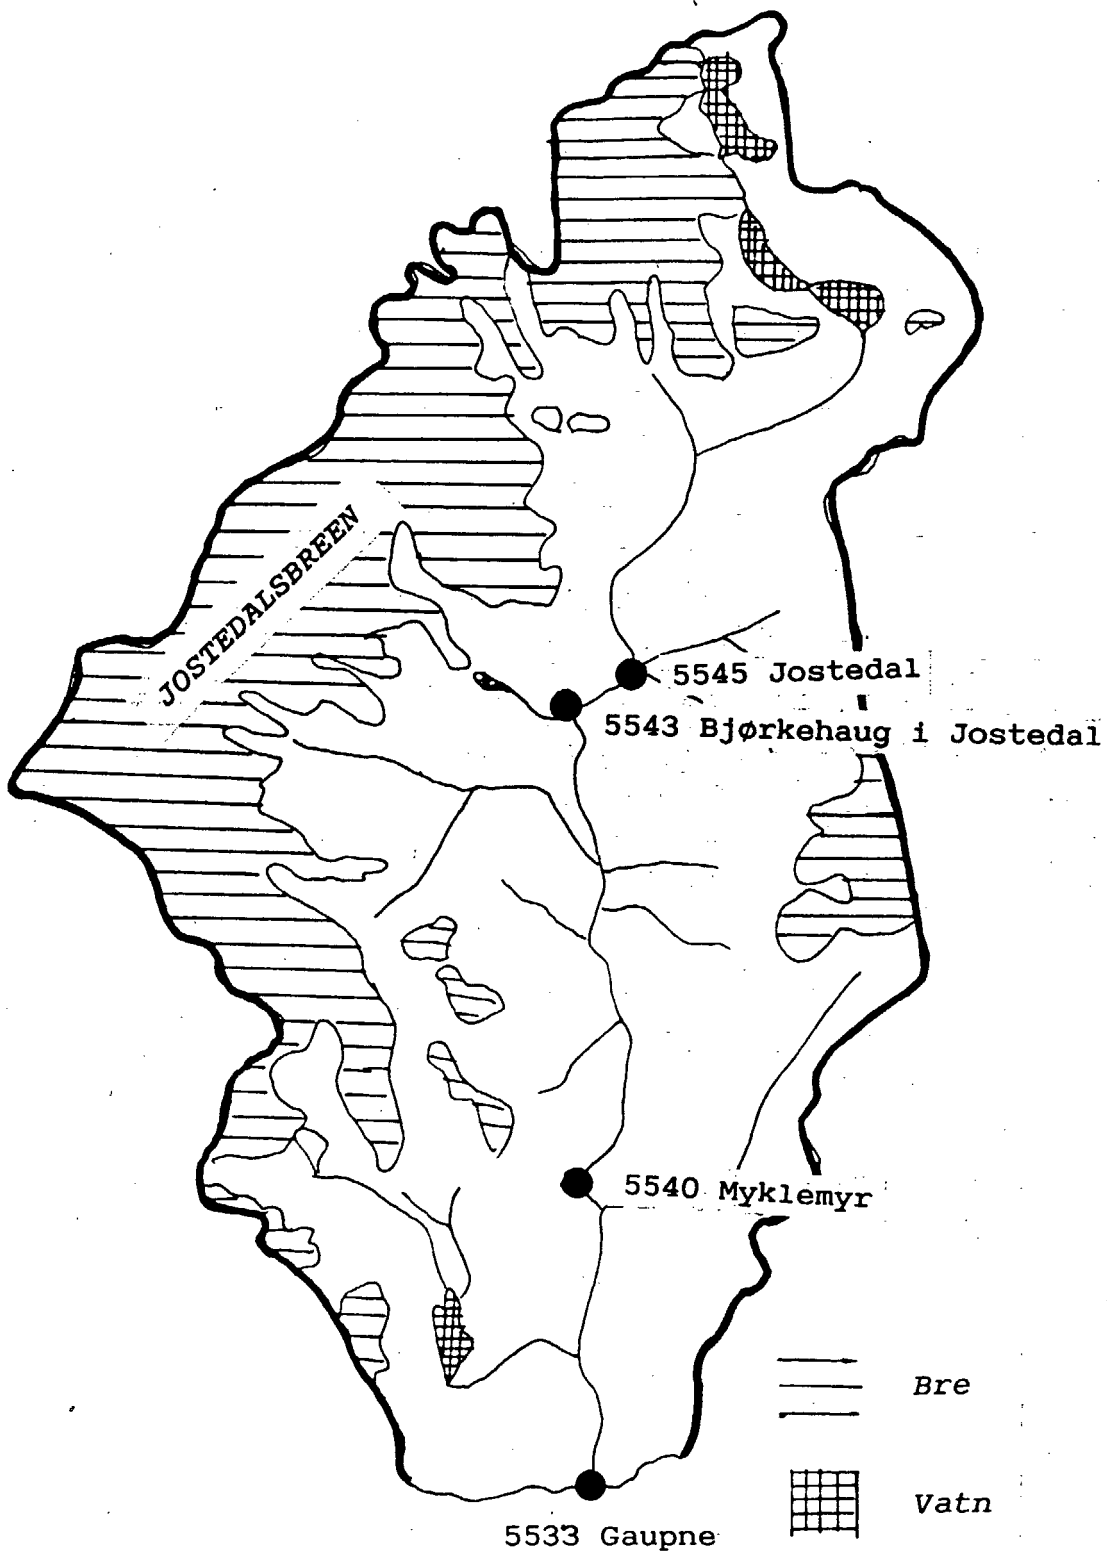 JOSTEDALSBREEN
5545 Jostedal
5543 Bjørkehaug i Jostedal
5540 Myklemyr
Bre
Vatn
5533 Gaupne